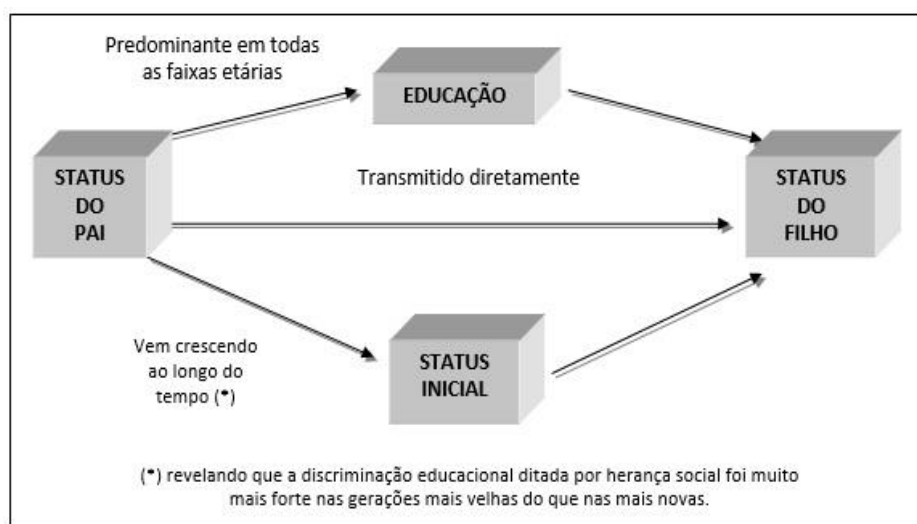 Predominante em todas
as faixas etárias
EDUCAÇÃO
STATUS
DO
PAI
Transmitido diretamente
STATUS
DO
FILHO
Vem crescendo
ao longo do
tempo (*)
STATUS
INICIAL
(*) revelando que a discriminação educacional ditada por herança social foi muito
mais forte nas gerações mais velhas do que nas mais novas.